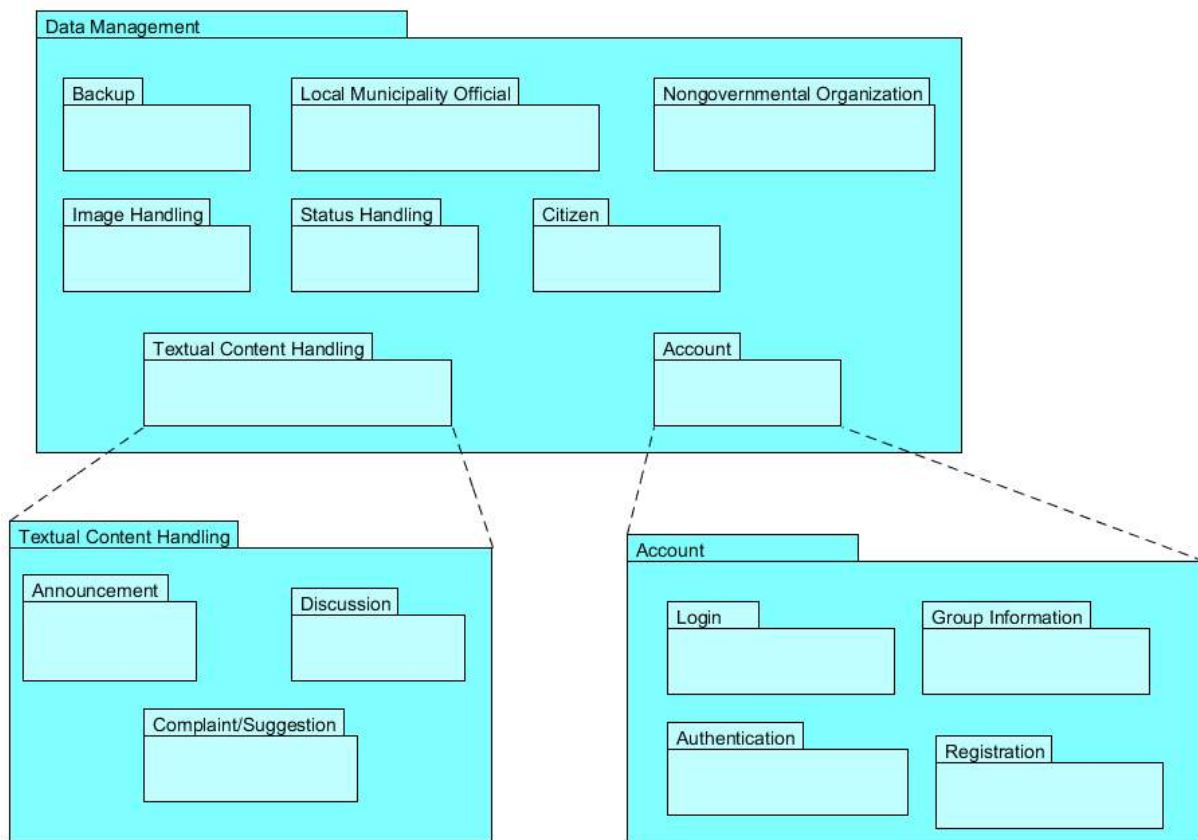 Data Management
Backup
Local Municipality Official
Nongovernmental Organization
Image Handling
Status Handling
Citizen
Textual Content Handling
Account
Textual Content Handling
Announcement
Discussion
Complaint/Suggestion
Account
Login
Group Information
Authentication
Registration